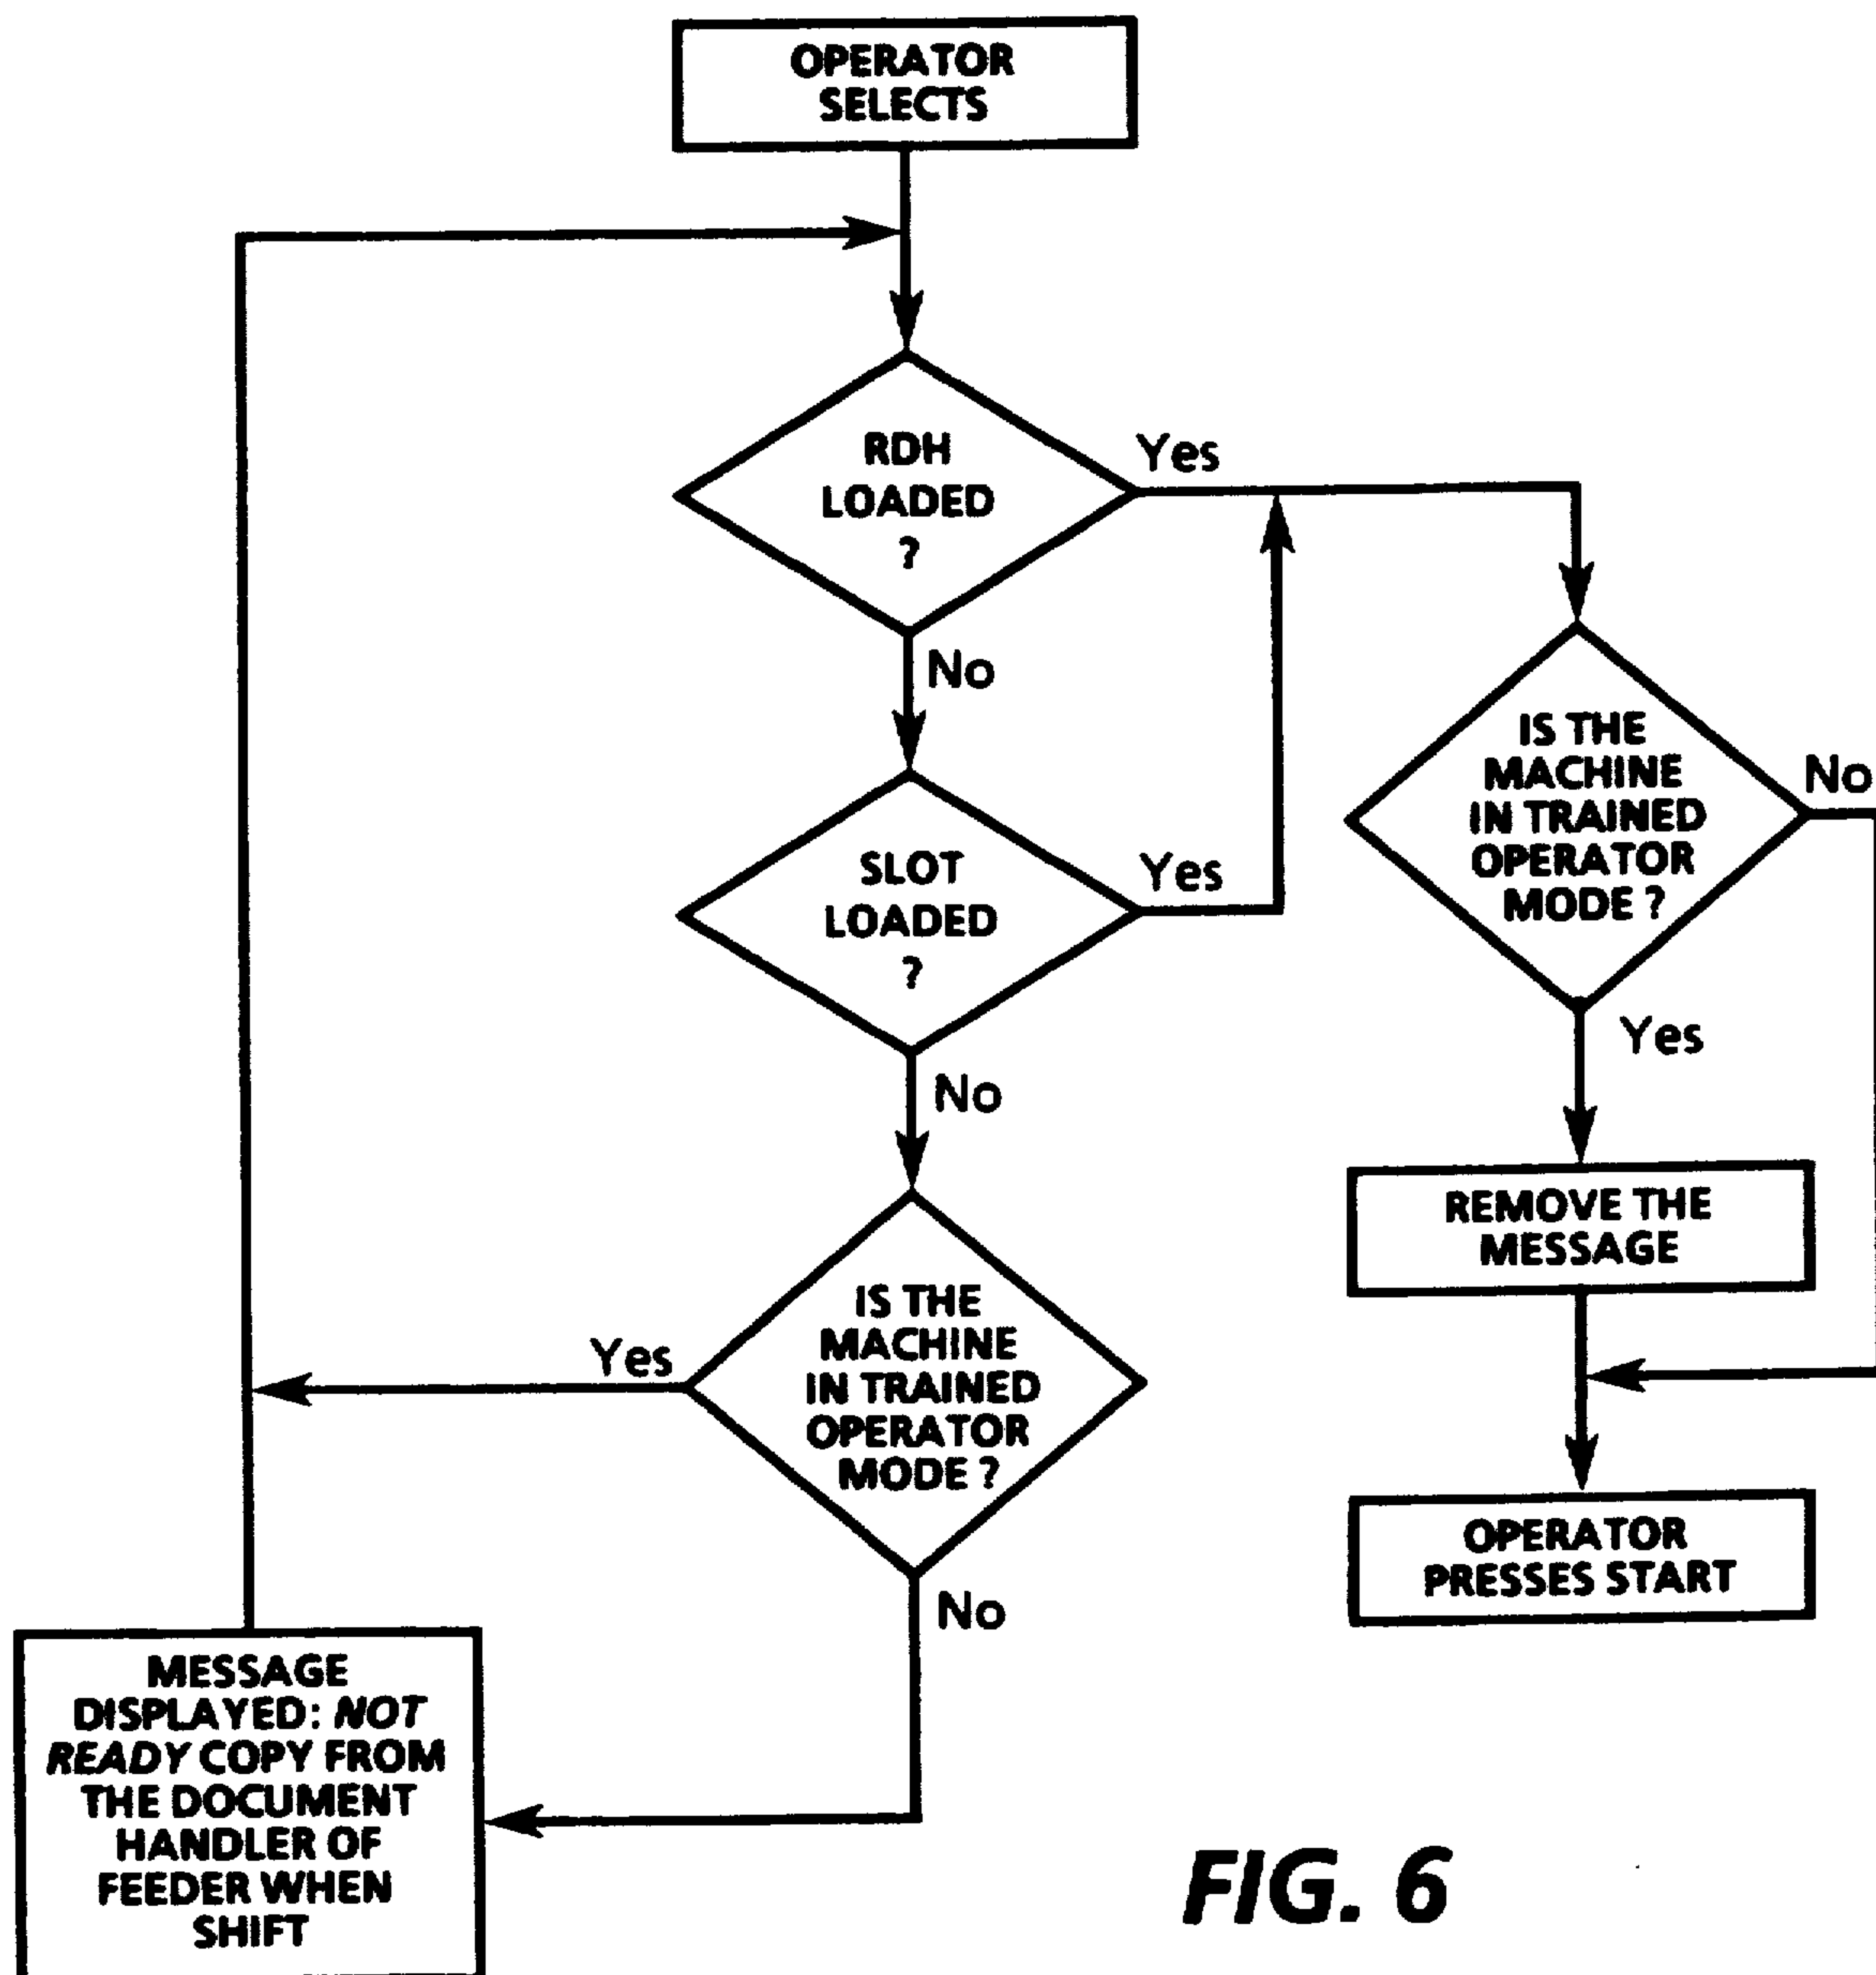 OPERATOR
SELECTS
RDH
LOADED
?
Yes
No
SLOT
LOADED
?
Yes
No
IS THE
MACHINE
IN TRAINED
OPERATOR
MODE ?
No
Yes
REMOVE THE
MESSAGE
OPERATOR
PRESSES START
IS THE
MACHINE
IN TRAINED
OPERATOR
MODE ?
Yes
No
MESSAGE
DISPLAYED: NOT
READY COPY FROM
THE DOCUMENT
HANDLER OF
FEEDER WHEN
SHIFT
FIG. 6